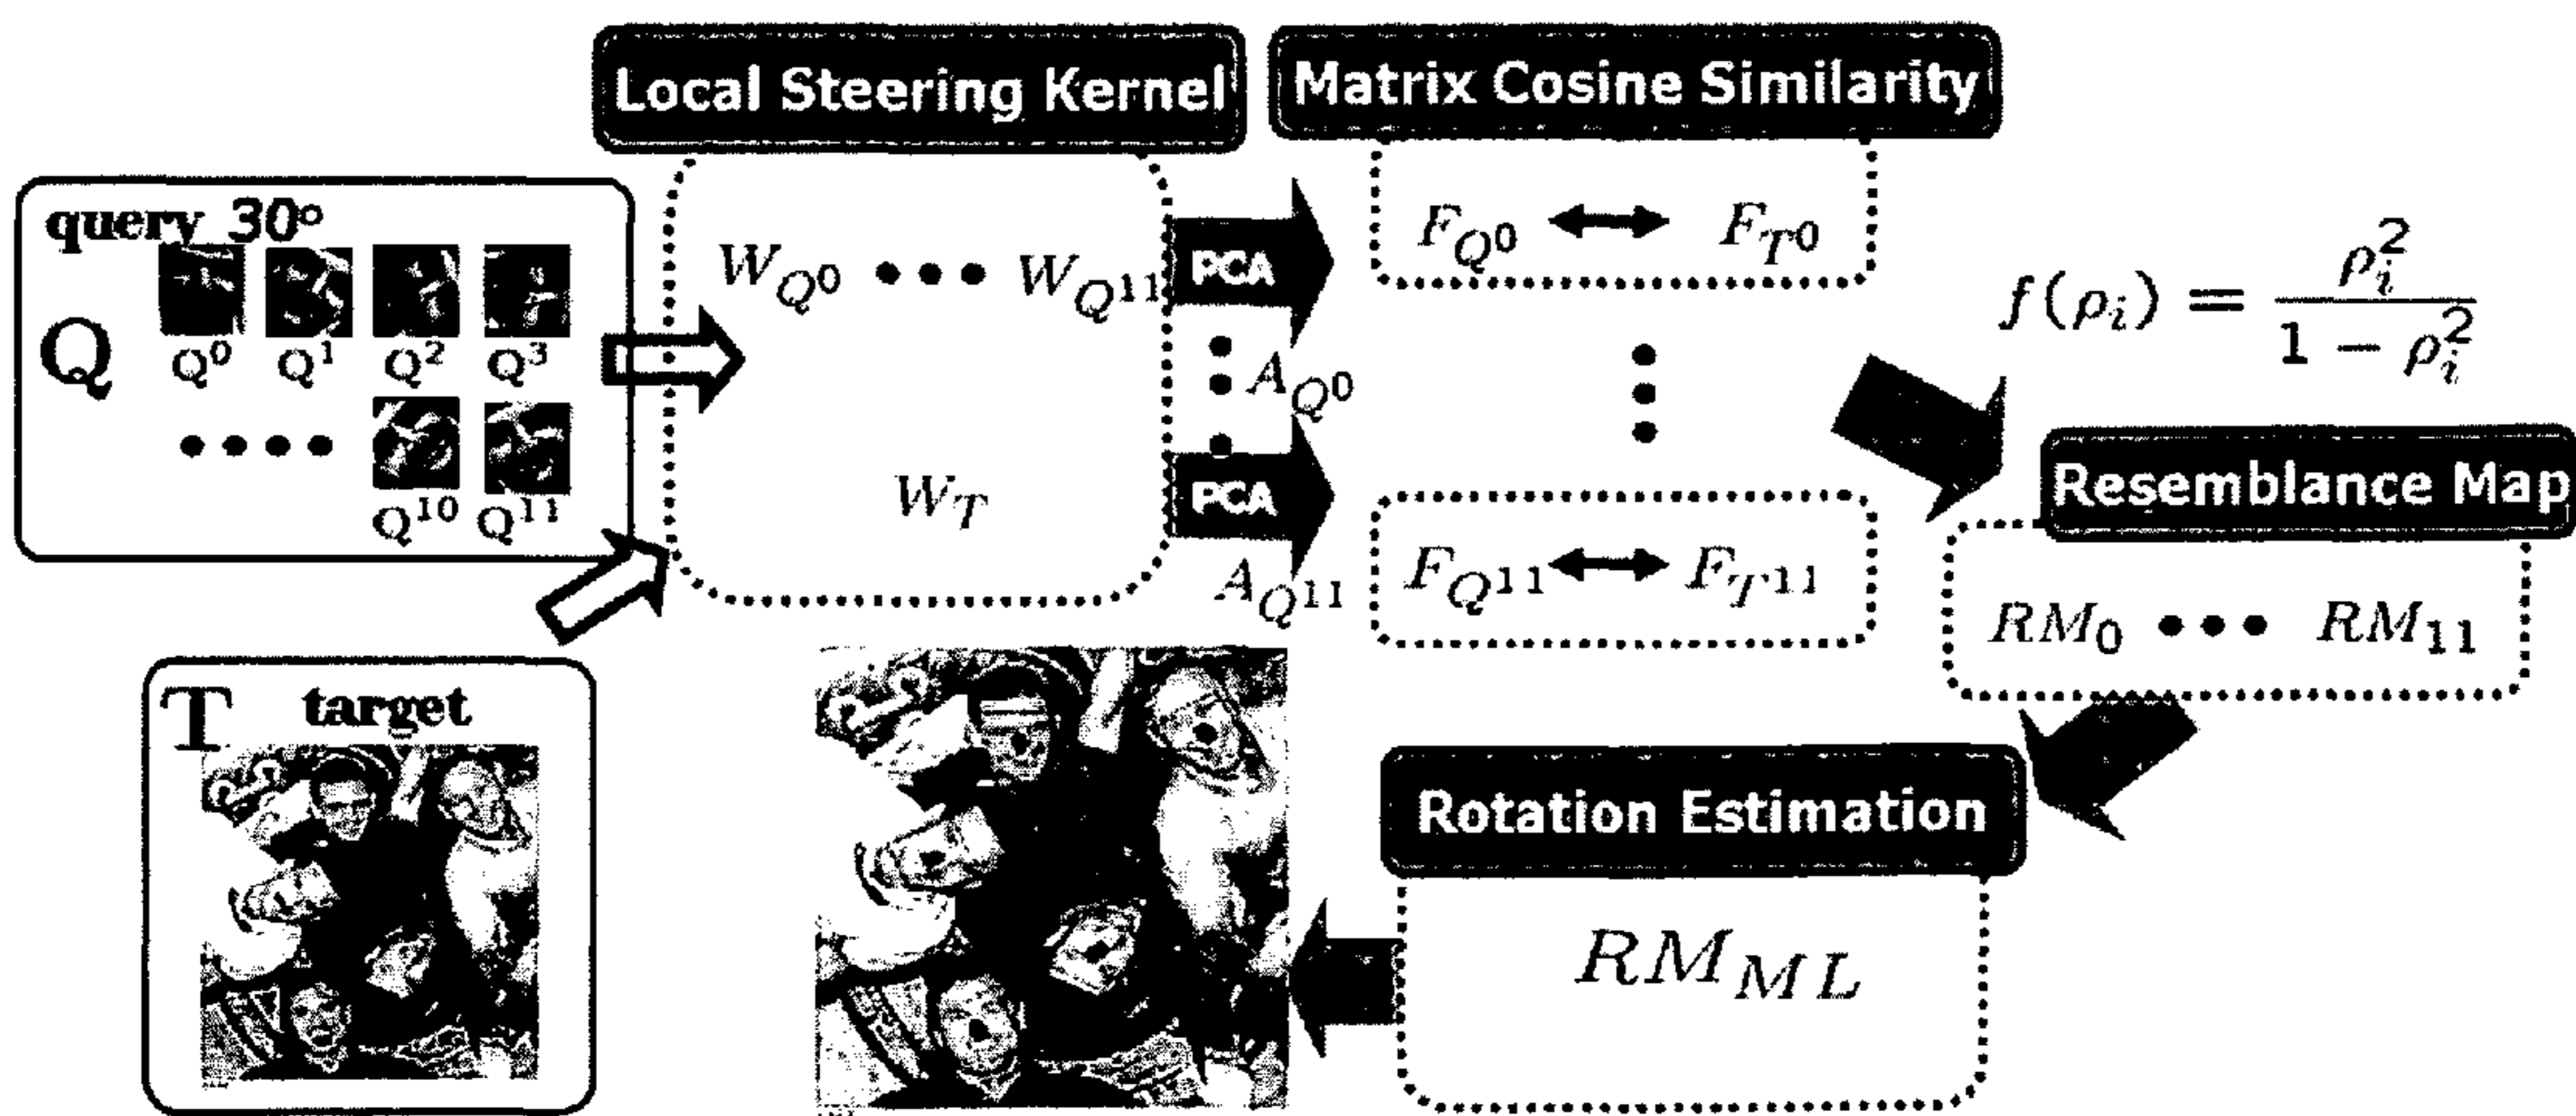 Local Steering Kernel
Matrix Cosine Similarity
query 30°
Q
Q⁰ Q¹ Q² Q³
•••• Q¹⁰ Q¹¹
W_{Q⁰} ••• W_{Q¹¹}
W_T
PCA
A_{Q⁰}
PCA
A_{Q¹¹}
F_{Q⁰} ↔ F_{T⁰}
F_{Q¹¹} ↔ F_{T¹¹}
f(ρ_i) = ρ_i² / (1 − ρ_i²)
Resemblance Map
RM₀ ••• RM₁₁
T target
Rotation Estimation
RM_{ML}